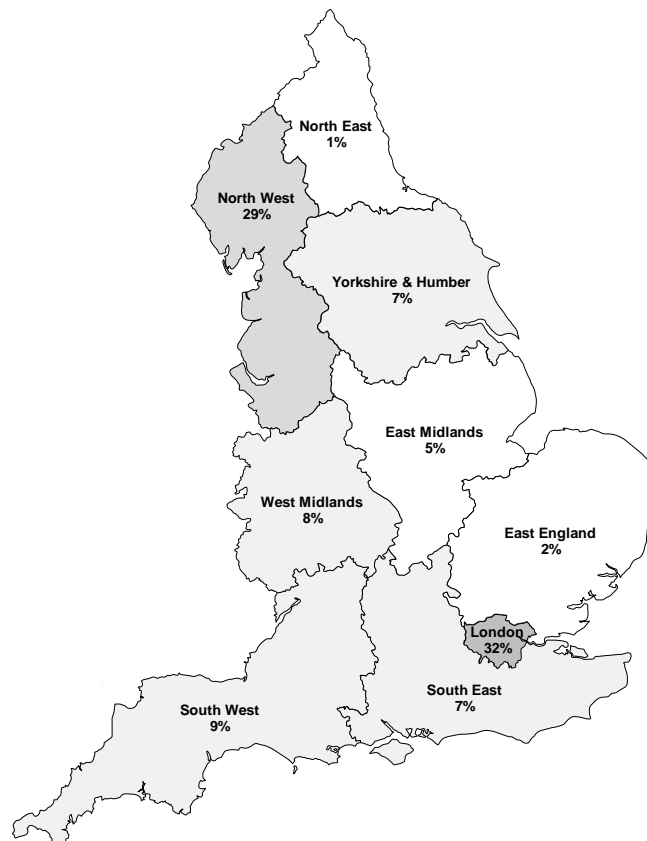 North East
1%
North West
29%
Yorkshire & Humber
7%
East Midlands
5%
West Midlands
8%
East England
2%
London
32%
South East
7%
South West
9%